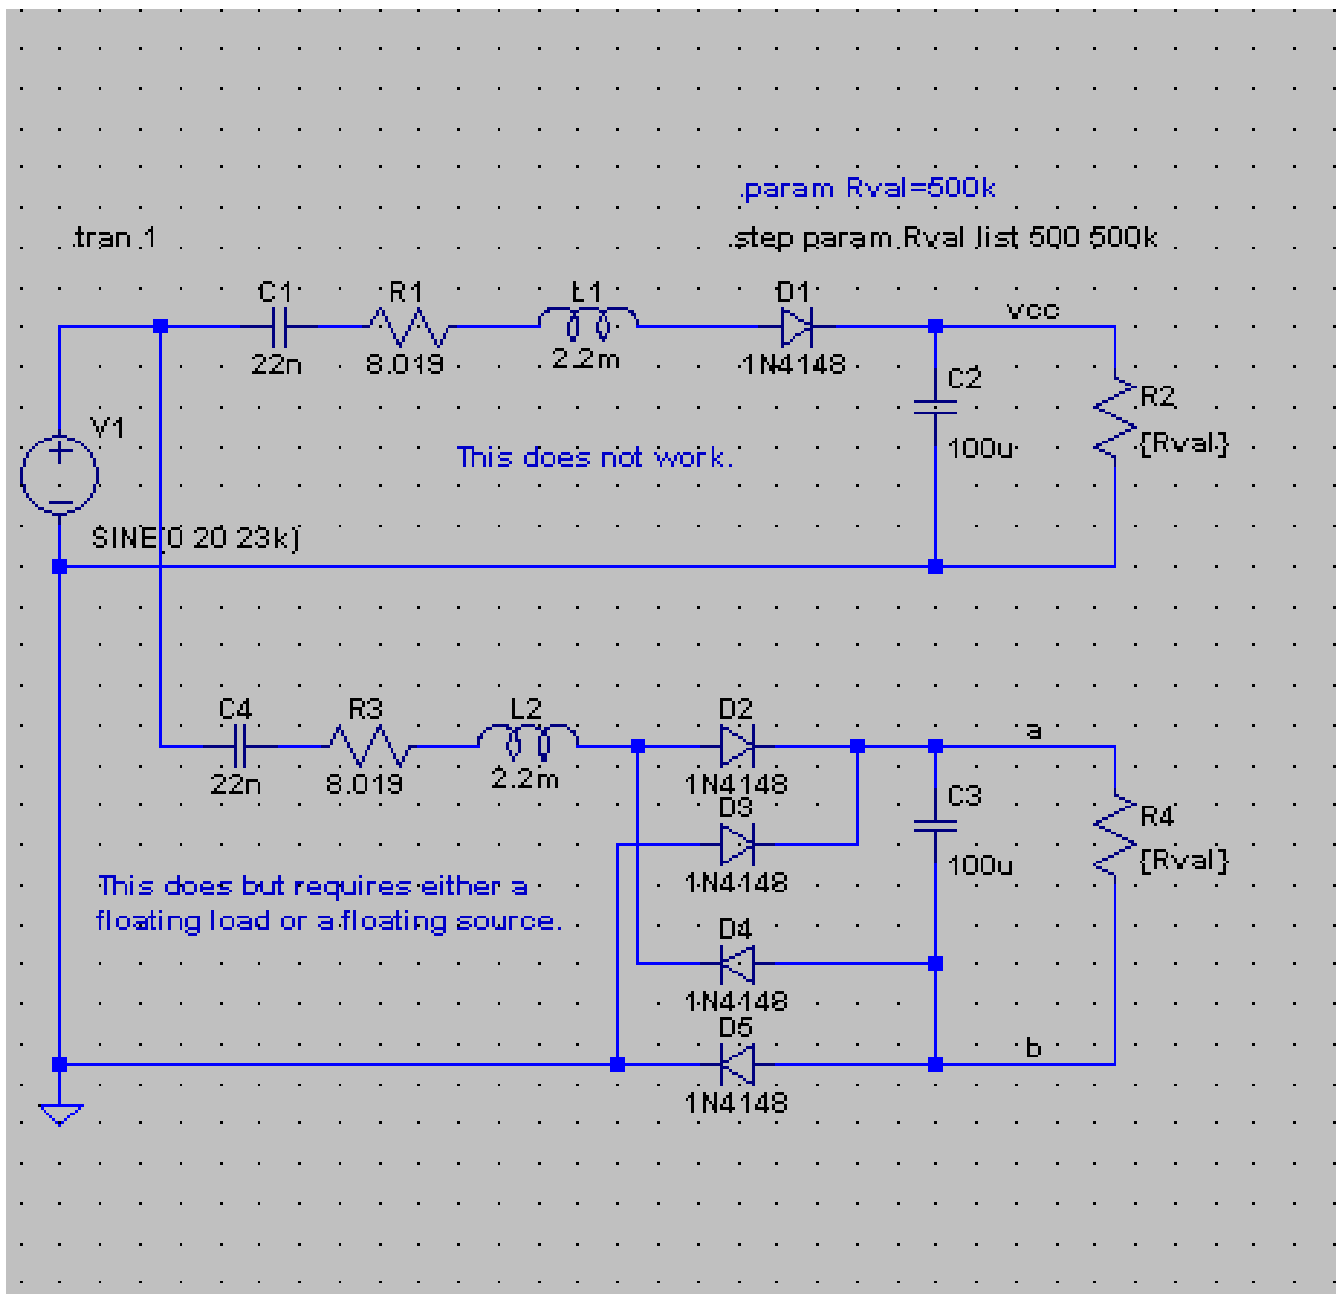 .param Rval=500k
.tran 1
.step param Rval list 500 500k
C1
R1
L1
D1
vcc
22n
8.019
2.2m
1N4148
C2
R2
V1
This does not work.
100u
{Rval}
SINE(0 20 23k)
C4
R3
L2
D2
a
22n
8.019
2.2m
1N4148
C3
D3
R4
100u
{Rval}
1N4148
This does but requires either a
floating load or a floating source.
D4
1N4148
D5
b
1N4148